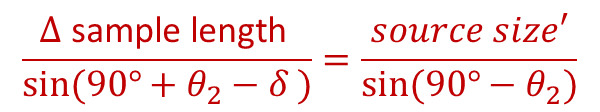 Δ sample length / sin(90° + θ₂ − δ ) = source size′ / sin(90° − θ₂)